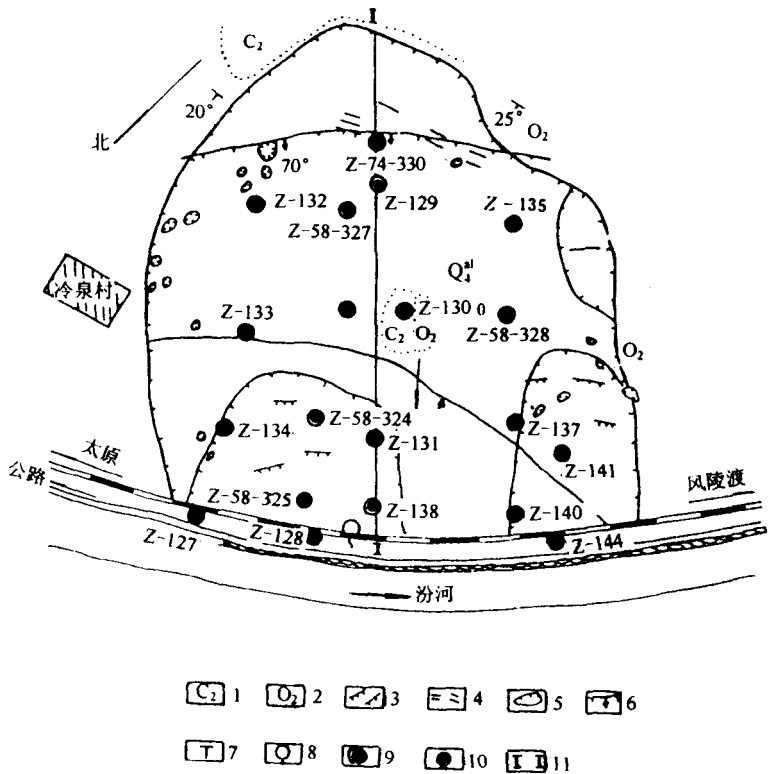 I
C₂
20°
25°
O₂
北
70°
Z-74-330
Z-132
Z-129
Z-135
Z-58-327
Q₄ᵃˡ
冷泉村
Z-133
Z-130
C₂ O₂
Z-58-328
O₂
Z-58-324
Z-134
Z-131
Z-137
太原
Z-141
公路
风陵渡
Z-58-325
Z-138
Z-140
Z-127
Z-128
I
Z-144
汾河
C₂ 1 O₂ 2 3 4 5 6
7 8 9 10 I I 11